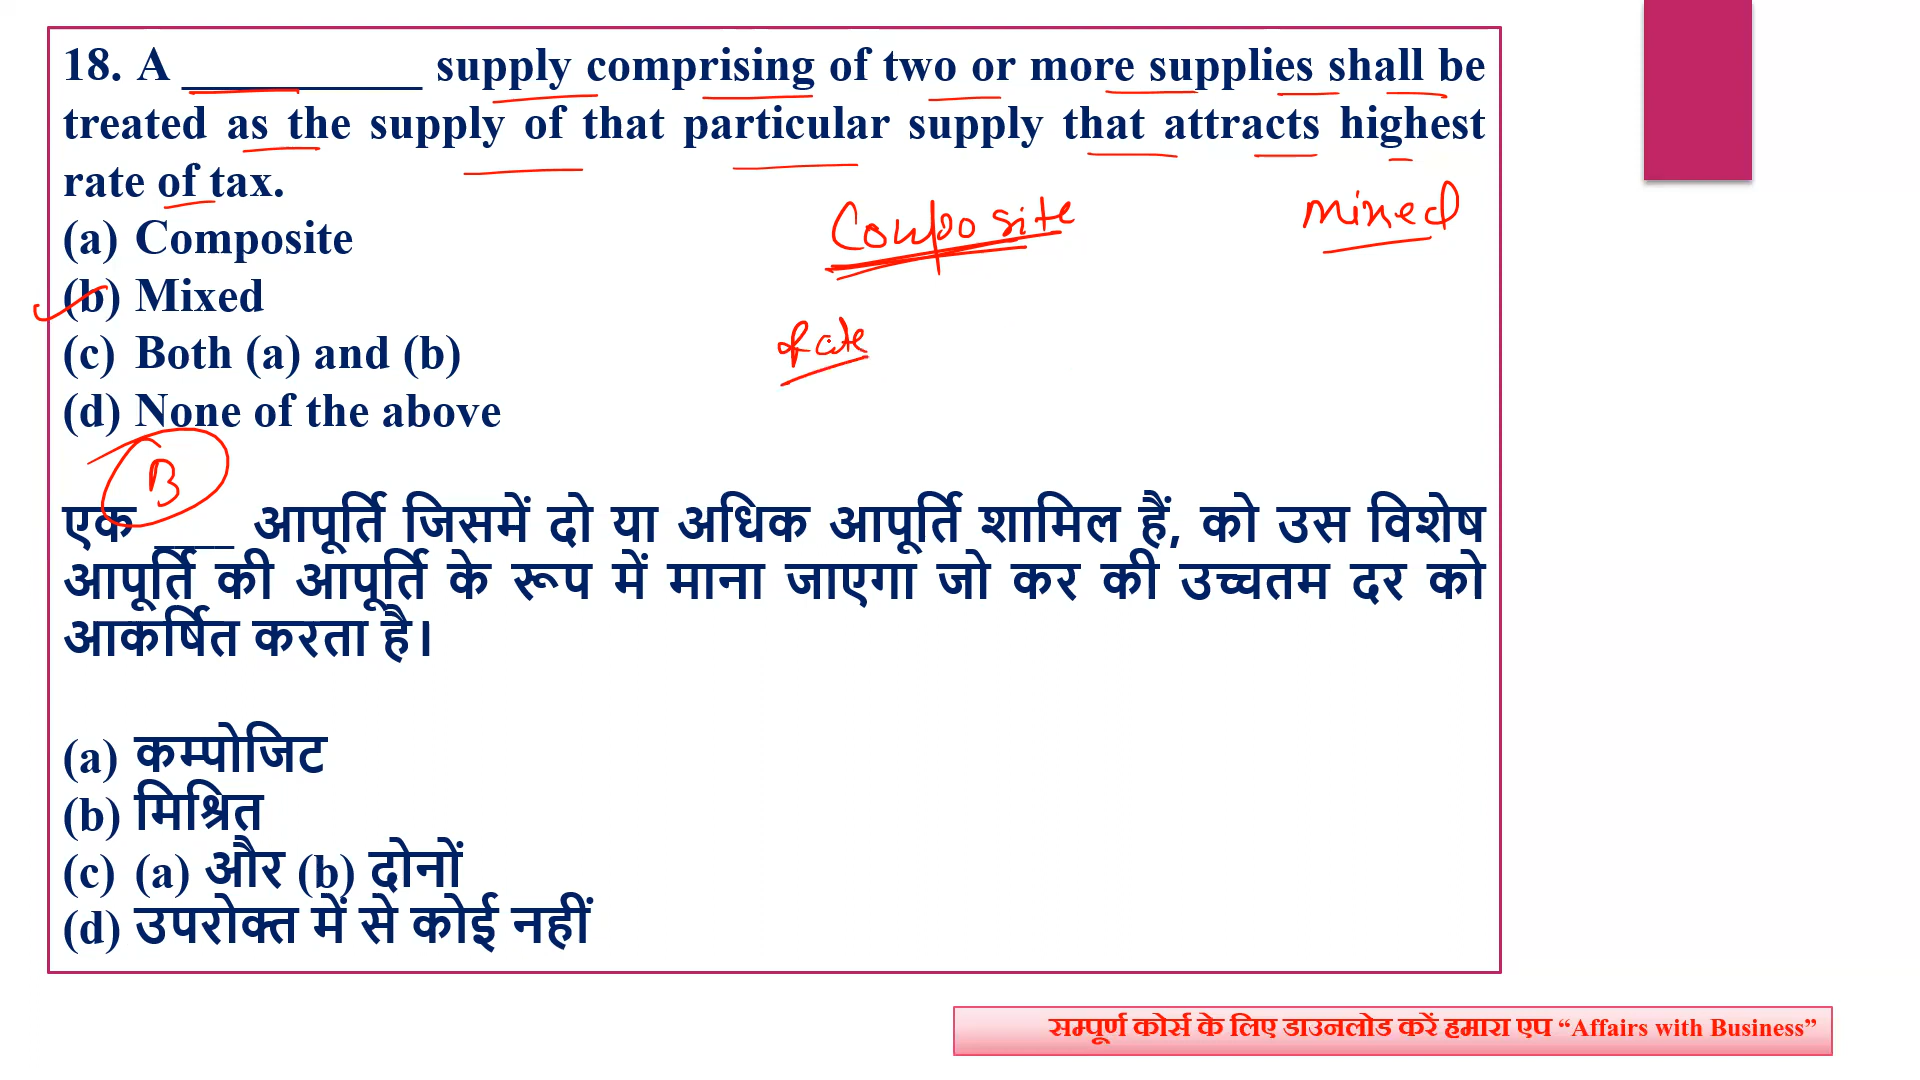 18. A __________ supply comprising of two or more supplies shall be
treated as the supply of that particular supply that attracts highest
rate of tax.
(a) Composite
(b) Mixed
(c) Both (a) and (b)
(d) None of the above
Composite
Mixed
rate
B
एक ___ आपूर्ति जिसमें दो या अधिक आपूर्ति शामिल हैं, को उस विशेष
आपूर्ति की आपूर्ति के रूप में माना जाएगा जो कर की उच्चतम दर को
आकर्षित करता है।
(a) कम्पोजिट
(b) मिश्रित
(c) (a) और (b) दोनों
(d) उपरोक्त में से कोई नहीं
सम्पूर्ण कोर्स के लिए डाउनलोड करें हमारा एप “Affairs with Business”